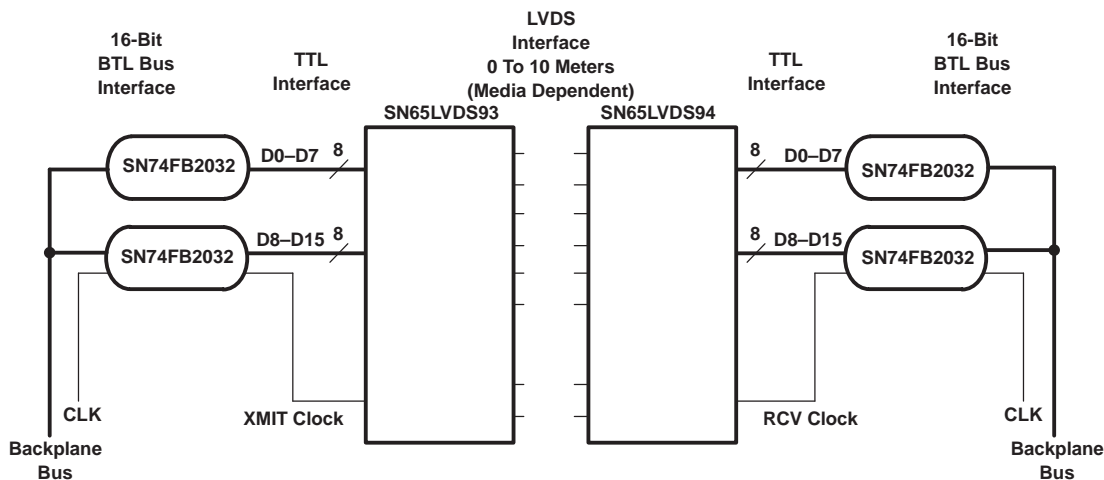 16-Bit
BTL Bus
Interface
TTL
Interface
LVDS
Interface
0 To 10 Meters
(Media Dependent)
TTL
Interface
16-Bit
BTL Bus
Interface
SN65LVDS93
SN65LVDS94
SN74FB2032
D0–D7
8
8
D0–D7
SN74FB2032
SN74FB2032
D8–D15
8
8
D8–D15
SN74FB2032
CLK
XMIT Clock
RCV Clock
CLK
Backplane
Bus
Backplane
Bus